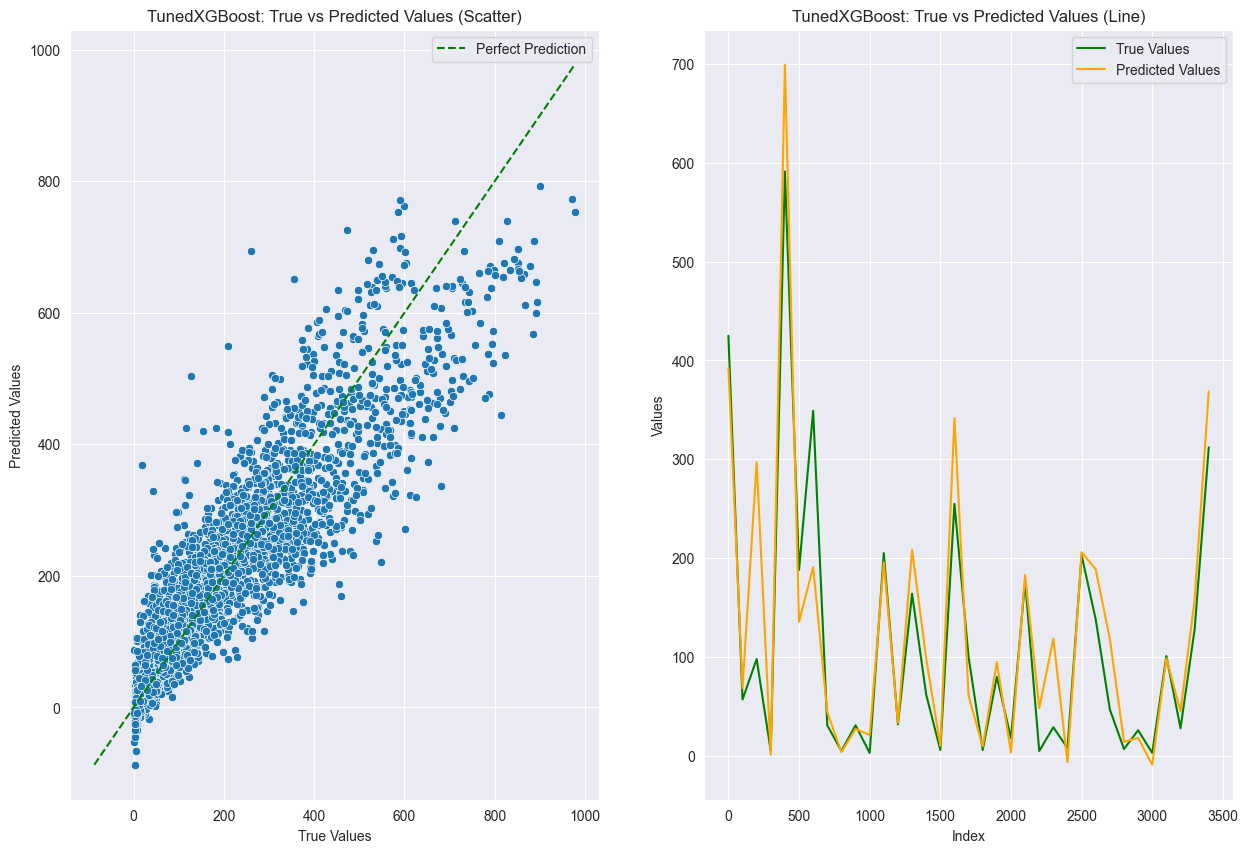 TunedXGBoost: True vs Predicted Values (Scatter)
Perfect Prediction
1000
800
600
400
200
0
Predicted Values
0 200 400 600 800 1000
True Values
TunedXGBoost: True vs Predicted Values (Line)
True Values
Predicted Values
700
600
500
400
300
200
100
0
Values
0 500 1000 1500 2000 2500 3000 3500
Index